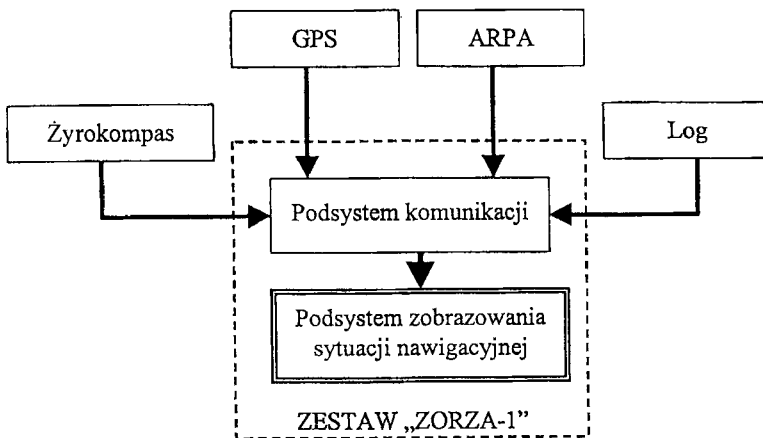 GPS
ARPA
Żyrokompas
Log
Podsystem komunikacji
Podsystem zobrazowania
sytuacji nawigacyjnej
ZESTAW „ZORZA-1”